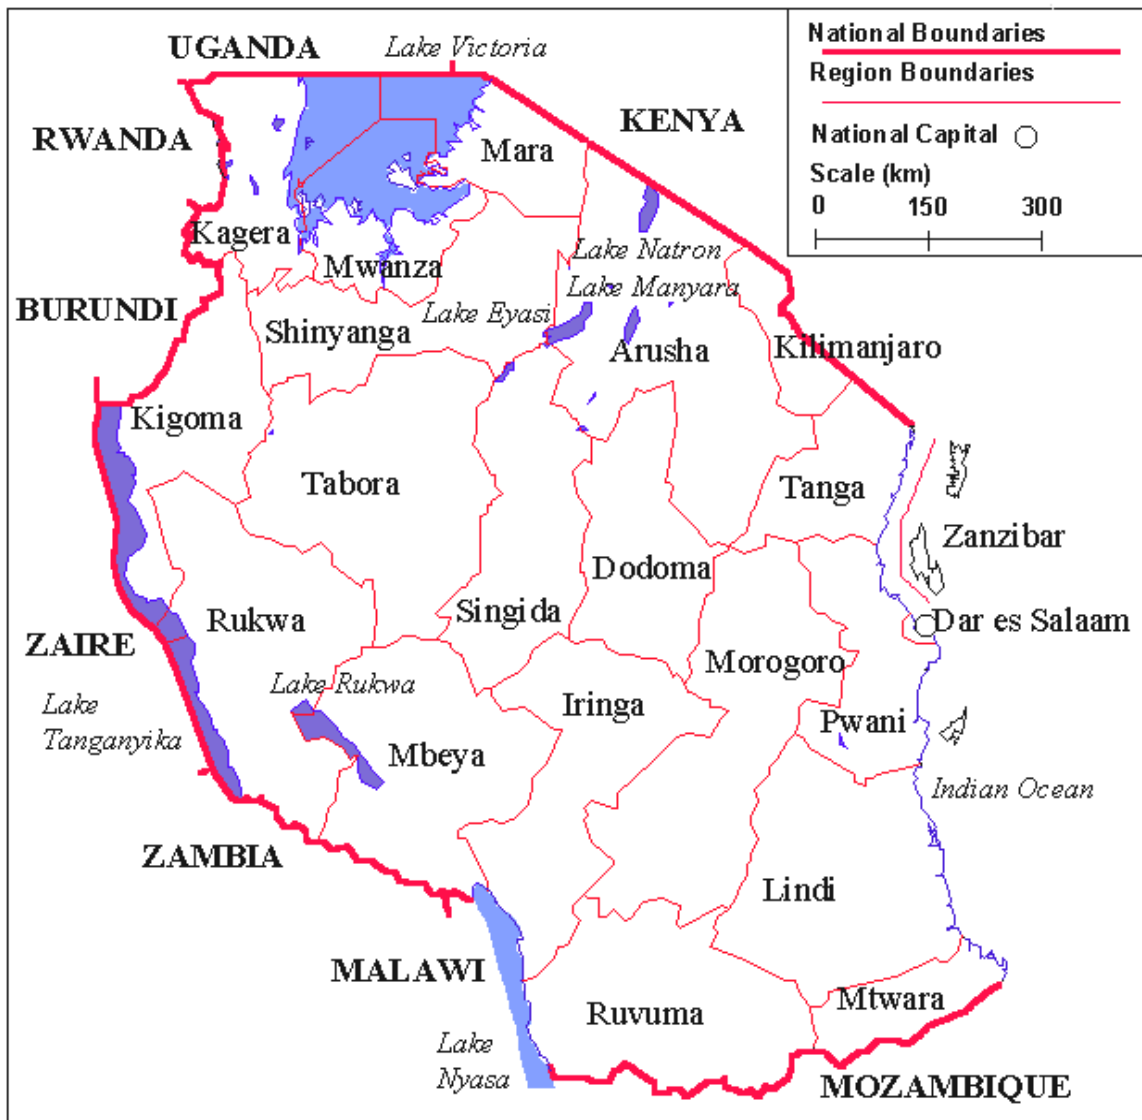 UGANDA
Lake Victoria
National Boundaries
Region Boundaries
National Capital
Scale (km)
0 150 300
RWANDA
KENYA
Mara
Kagera
Mwanza
Lake Natron
Lake Manyara
BURUNDI
Lake Eyasi
Shinyanga
Arusha
Kilimanjaro
Kigoma
Tabora
Tanga
Zanzibar
Dodoma
Singida
Rukwa
Dar es Salaam
ZAIRE
Morogoro
Lake Rukwa
Iringa
Lake
Tanganyika
Pwani
Mbeya
Indian Ocean
ZAMBIA
Lindi
MALAWI
Mtwara
Ruvuma
Lake
Nyasa
MOZAMBIQUE